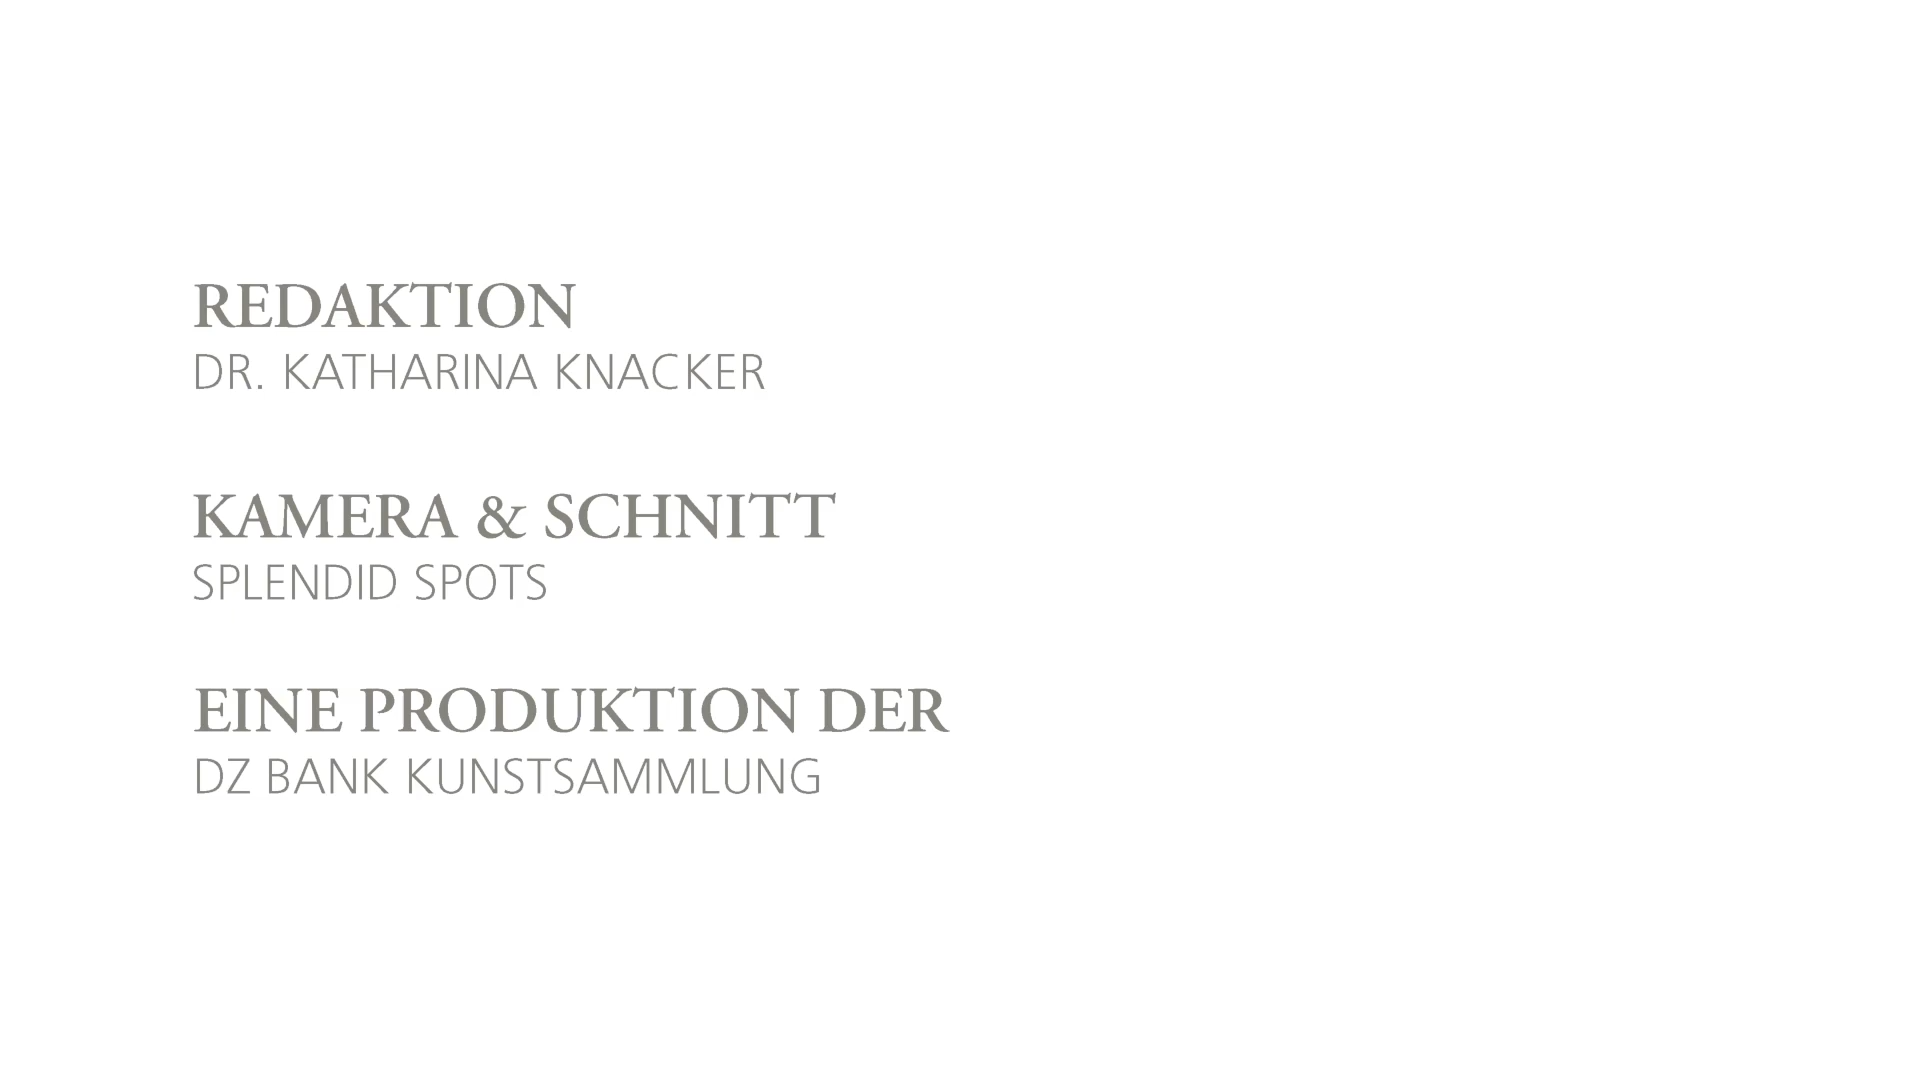 REDAKTION
DR. KATHARINA KNACKER
KAMERA & SCHNITT
SPLENDID SPOTS
EINE PRODUKTION DER
DZ BANK KUNSTSAMMLUNG